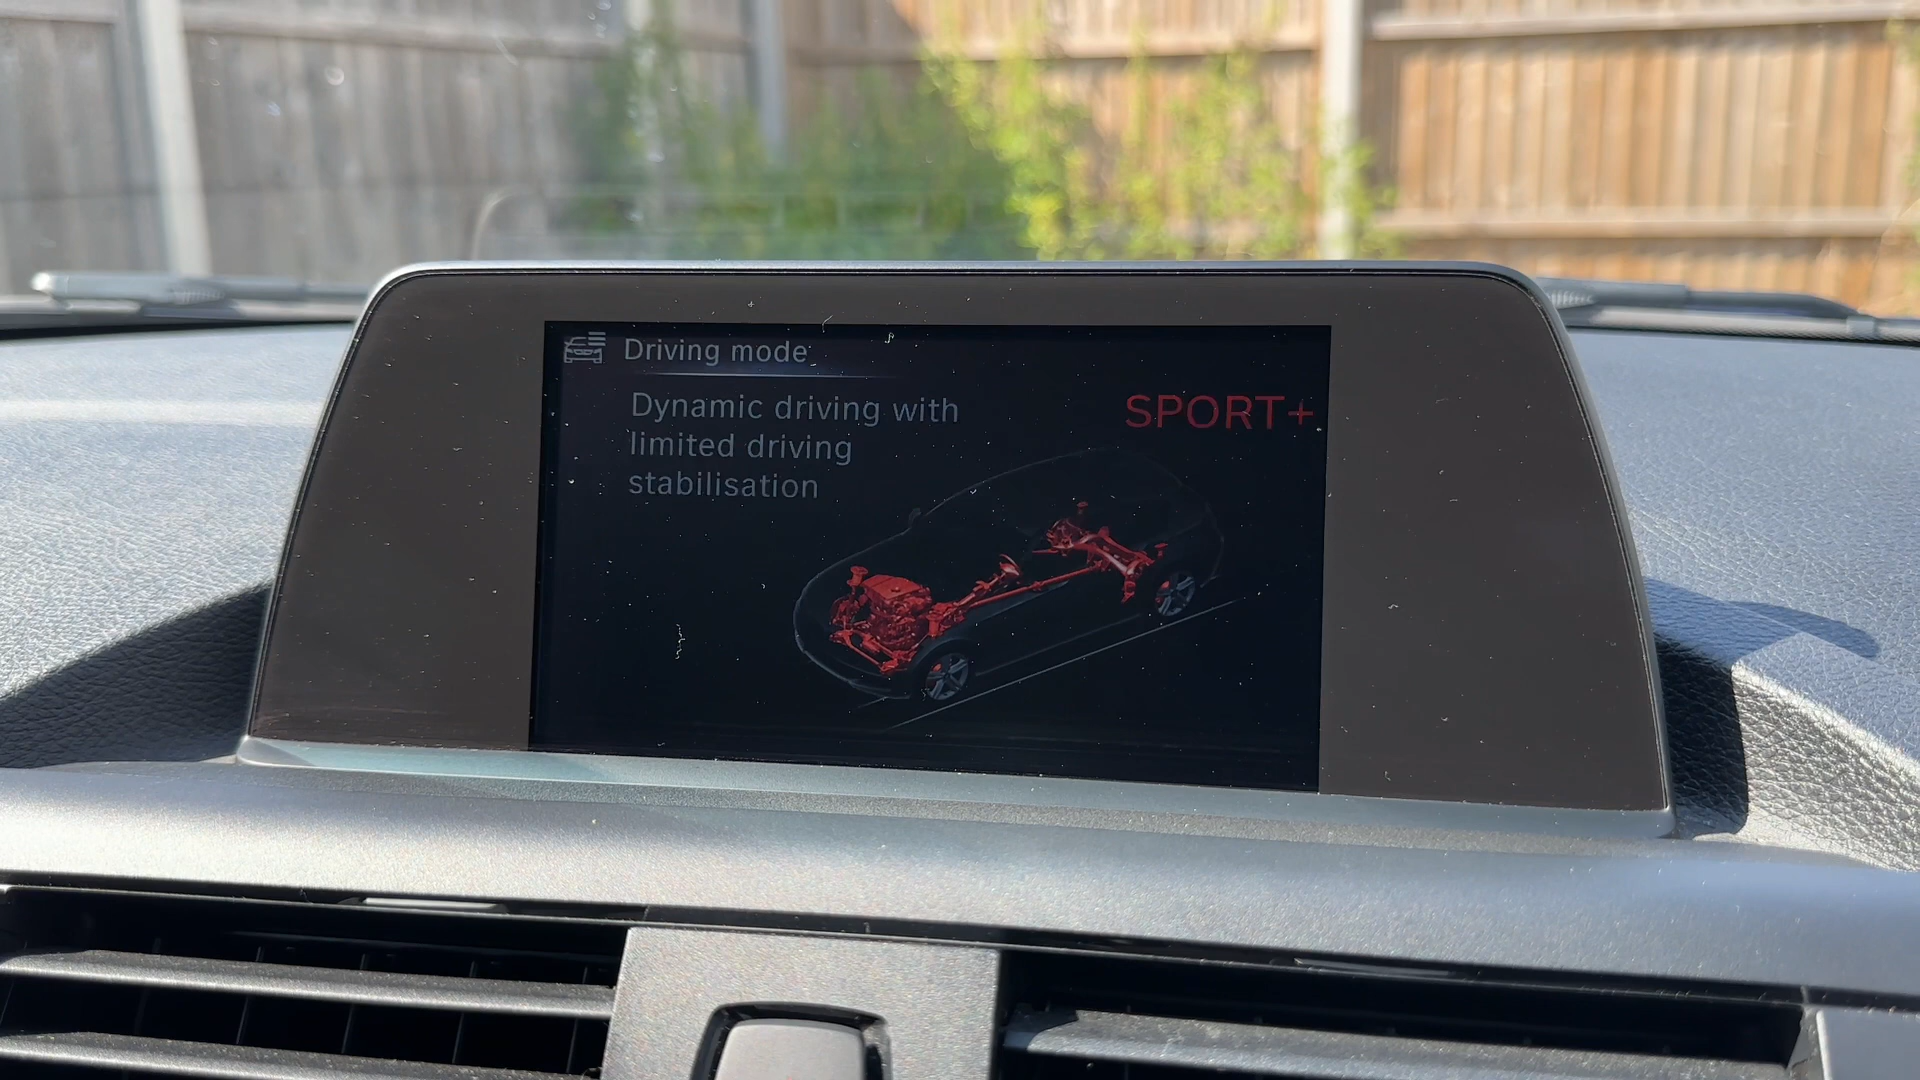 Driving mode
Dynamic driving with
limited driving
stabilisation
SPORT+